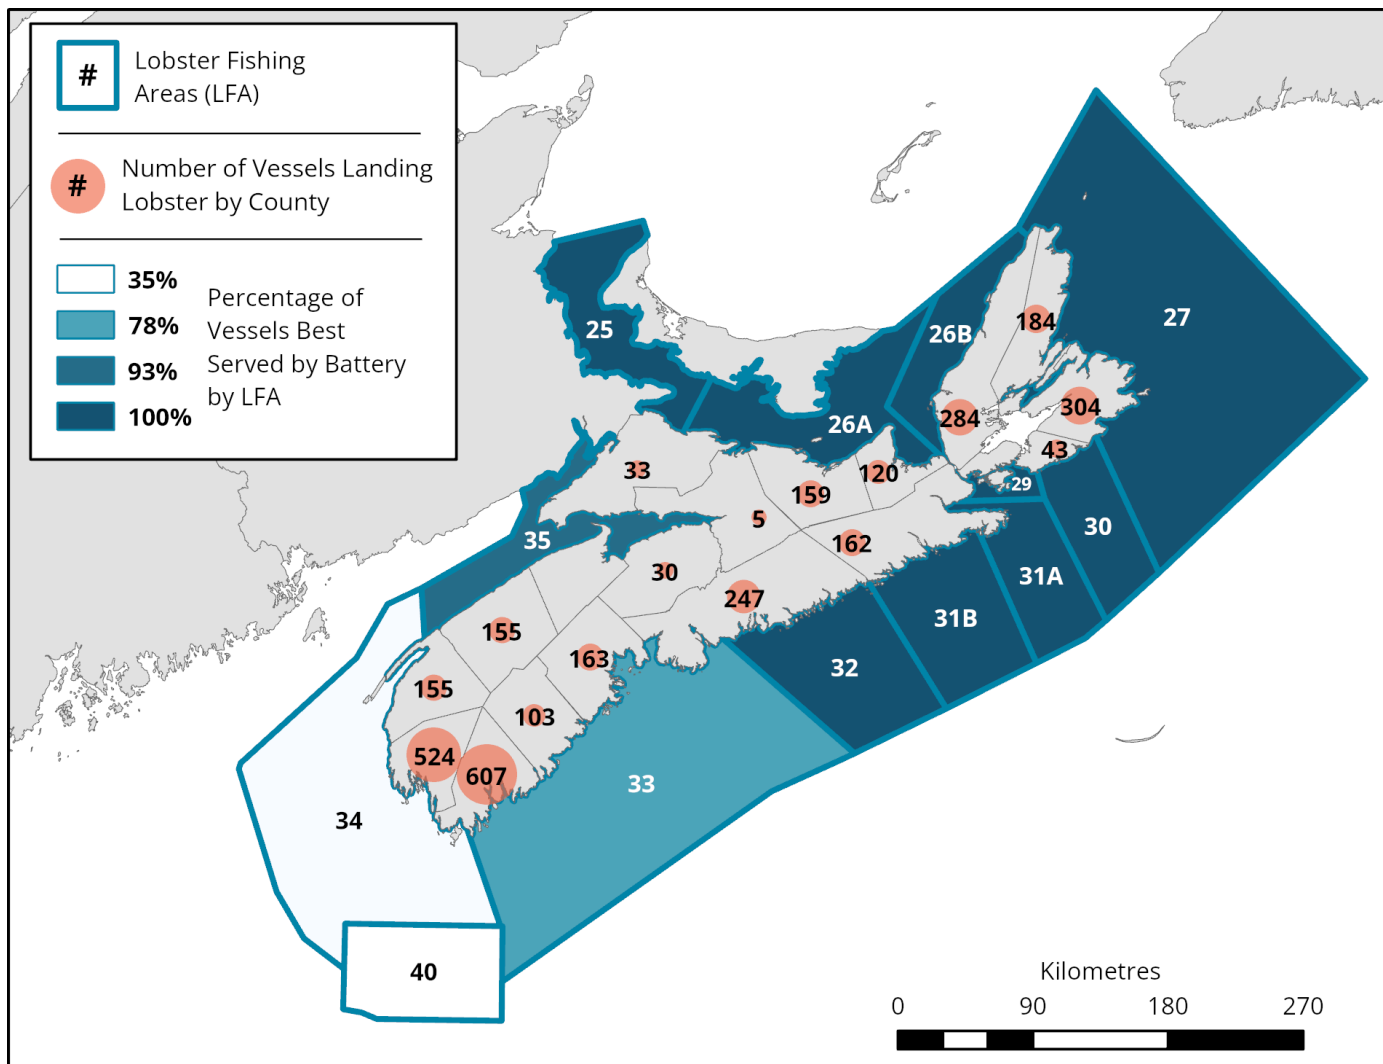 #
Lobster Fishing
Areas (LFA)
#
Number of Vessels Landing
Lobster by County
35%
78%
93%
100%
Percentage of
Vessels Best
Served by Battery
by LFA
25
26B
184
27
26A
284
304
43
33
120
159
29
5
30
35
162
30
31A
247
31B
155
163
32
155
103
524
607
33
34
40
Kilometres
0 90 180 270